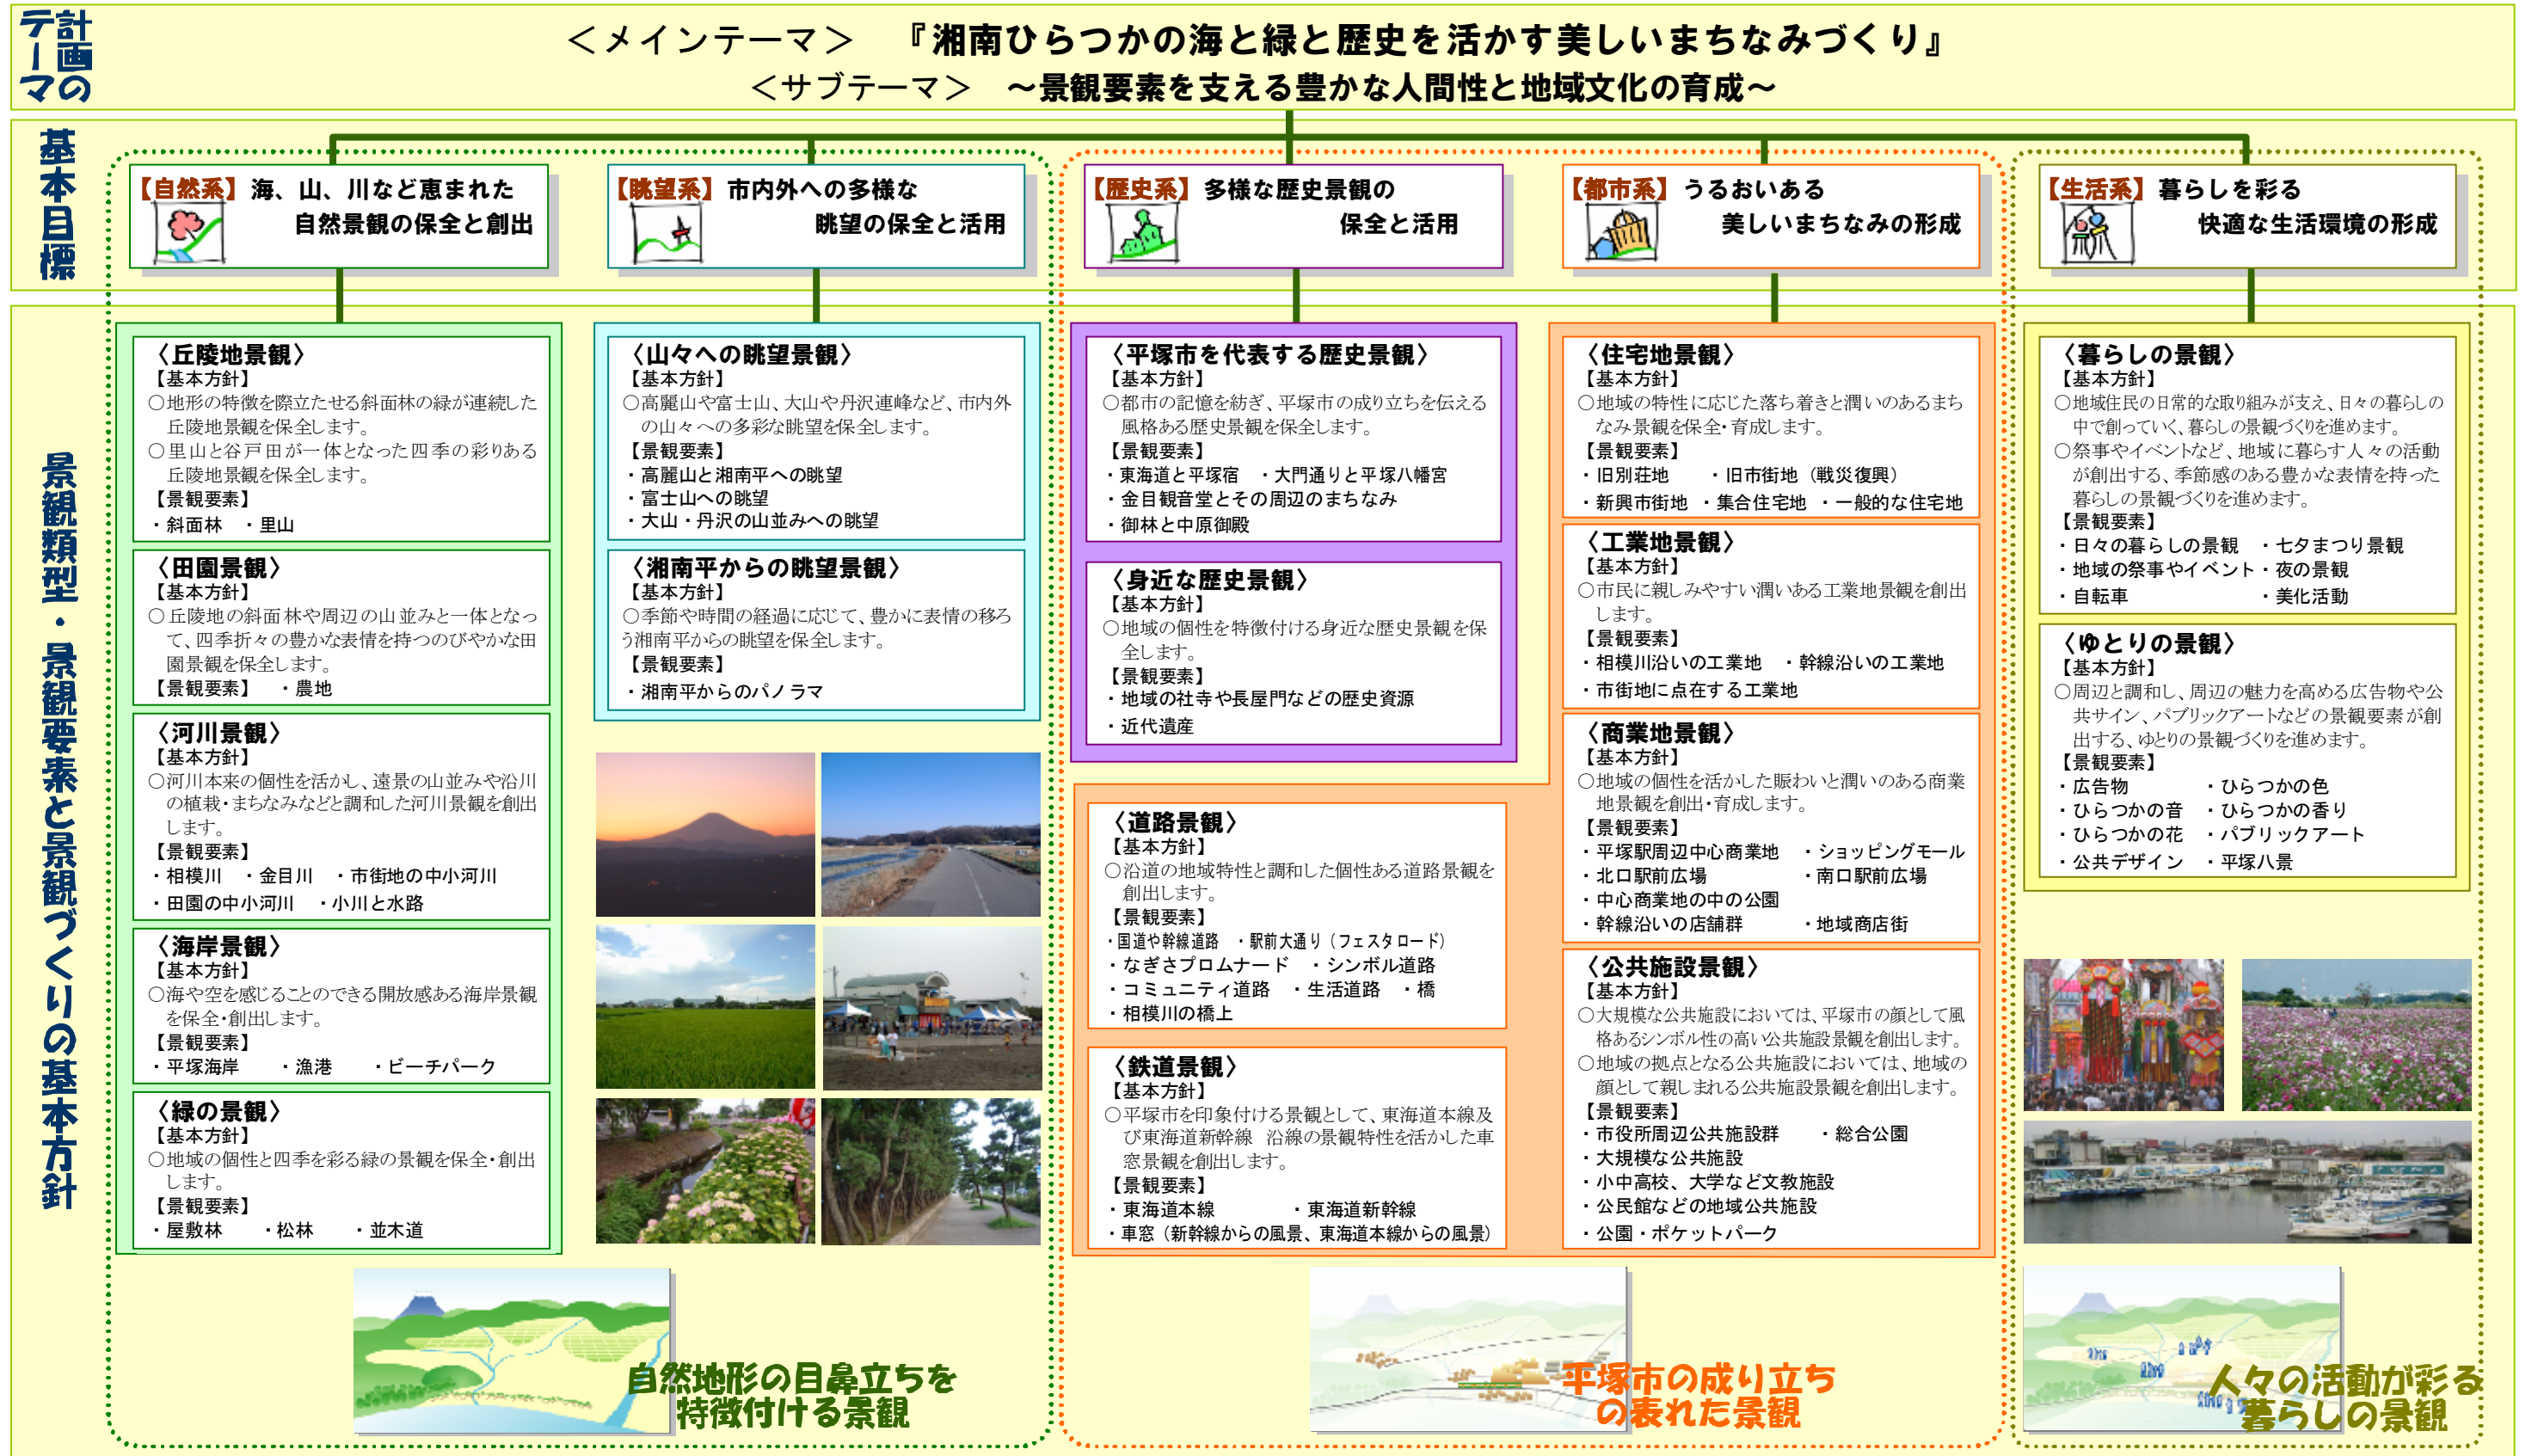 計画の
テーマ
＜メインテーマ＞　『湘南ひらつかの海と緑と歴史を活かす美しいまちなみづくり』
＜サブテーマ＞　～景観要素を支える豊かな人間性と地域文化の育成～
基本目標
【自然系】海、山、川など恵まれた
自然景観の保全と創出
【眺望系】市内外への多様な
眺望の保全と活用
【歴史系】多様な歴史景観の
保全と活用
【都市系】うるおいある
美しいまちなみの形成
【生活系】暮らしを彩る
快適な生活環境の形成
景観類型・景観要素と景観づくりの基本方針
〈丘陵地景観〉
【基本方針】
○地形の特徴を際立たせる斜面林の緑が連続した
丘陵地景観を保全します。
○里山と谷戸田が一体となった四季の彩りある
丘陵地景観を保全します。
【景観要素】
・斜面林　・里山
〈田園景観〉
【基本方針】
○丘陵地の斜面林や周辺の山並みと一体となっ
て、四季折々の豊かな表情を持つのびやかな田
園景観を保全します。
【景観要素】　・農地
〈河川景観〉
【基本方針】
○河川本来の個性を活かし、遠景の山並みや沿川
の植栽・まちなみなどと調和した河川景観を創出
します。
【景観要素】
・相模川　・金目川　・市街地の中小河川
・田園の中小河川　・小川と水路
〈海岸景観〉
【基本方針】
○海や空を感じることのできる開放感ある海岸景観
を保全・創出します。
【景観要素】
・平塚海岸　・漁港　・ビーチパーク
〈緑の景観〉
【基本方針】
○地域の個性と四季を彩る緑の景観を保全・創出
します。
【景観要素】
・屋敷林　・松林　・並木道
〈山々への眺望景観〉
【基本方針】
○高麗山や富士山、大山や丹沢連峰など、市内外
の山々への多彩な眺望を保全します。
【景観要素】
・高麗山と湘南平への眺望
・富士山への眺望
・大山・丹沢の山並みへの眺望
〈湘南平からの眺望景観〉
【基本方針】
○季節や時間の経過に応じて、豊かに表情の移ろ
う湘南平からの眺望を保全します。
【景観要素】
・湘南平からのパノラマ
〈平塚市を代表する歴史景観〉
【基本方針】
○都市の記憶を紡ぎ、平塚市の成り立ちを伝える
風格ある歴史景観を保全します。
【景観要素】
・東海道と平塚宿　・大門通りと平塚八幡宮
・金目観音堂とその周辺のまちなみ
・御林と中原御殿
〈身近な歴史景観〉
【基本方針】
○地域の個性を特徴付ける身近な歴史景観を保
全します。
【景観要素】
・地域の社寺や長屋門などの歴史資源
・近代遺産
〈道路景観〉
【基本方針】
○沿道の地域特性と調和した個性ある道路景観を
創出します。
【景観要素】
・国道や幹線道路　・駅前大通り（フェスタロード）
・なぎさプロムナード　・シンボル道路
・コミュニティ道路　・生活道路　・橋
・相模川の橋上
〈鉄道景観〉
【基本方針】
○平塚市を印象付ける景観として、東海道本線及
び東海道新幹線　沿線の景観特性を活かした車
窓景観を創出します。
【景観要素】
・東海道本線　・東海道新幹線
・車窓（新幹線からの風景、東海道本線からの風景）
〈住宅地景観〉
【基本方針】
○地域の特性に応じた落ち着きと潤いのあるまち
なみ景観を保全・育成します。
【景観要素】
・旧別荘地　・旧市街地（戦災復興）
・新興市街地　・集合住宅地　・一般的な住宅地
〈工業地景観〉
【基本方針】
○市民に親しみやすい潤いある工業地景観を創出
します。
【景観要素】
・相模川沿いの工業地　・幹線沿いの工業地
・市街地に点在する工業地
〈商業地景観〉
【基本方針】
○地域の個性を活かした賑わいと潤いのある商業
地景観を創出・育成します。
【景観要素】
・平塚駅周辺中心商業地　・ショッピングモール
・北口駅前広場　・南口駅前広場
・中心商業地の中の公園
・幹線沿いの店舗群　・地域商店街
〈公共施設景観〉
【基本方針】
○大規模な公共施設においては、平塚市の顔として風
格あるシンボル性の高い公共施設景観を創出します。
○地域の拠点となる公共施設においては、地域の
顔として親しまれる公共施設景観を創出します。
【景観要素】
・市役所周辺公共施設群　・総合公園
・大規模な公共施設
・小中高校、大学など文教施設
・公民館などの地域公共施設
・公園・ポケットパーク
〈暮らしの景観〉
【基本方針】
○地域住民の日常的な取り組みが支え、日々の暮らしの
中で創っていく、暮らしの景観づくりを進めます。
○祭事やイベントなど、地域に暮らす人々の活動
が創出する、季節感のある豊かな表情を持った
暮らしの景観づくりを進めます。
【景観要素】
・日々の暮らしの景観　・七夕まつり景観
・地域の祭事やイベント・夜の景観
・自転車　・美化活動
〈ゆとりの景観〉
【基本方針】
○周辺と調和し、周辺の魅力を高める広告物や公
共サイン、パブリックアートなどの景観要素が創
出する、ゆとりの景観づくりを進めます。
【景観要素】
・広告物　・ひらつかの色
・ひらつかの音　・ひらつかの香り
・ひらつかの花　・パブリックアート
・公共デザイン　・平塚八景
自然地形の目鼻立ちを
特徴付ける景観
平塚市の成り立ち
の表れた景観
人々の活動が彩る
暮らしの景観